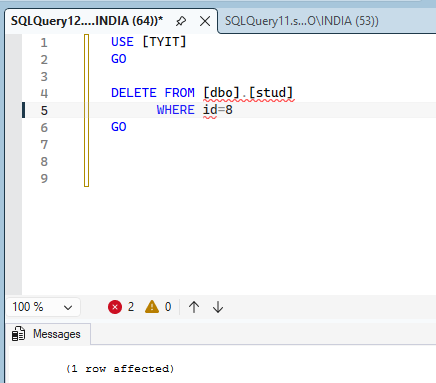 SQLQuery12....INDIA (64))* SQLQuery11.s...O\INDIA (53))
1 USE [TYIT]
2 GO
3
4 DELETE FROM [dbo].[stud]
5 WHERE id=8
6 GO
7
8
9
100 % 2 0
Messages
(1 row affected)